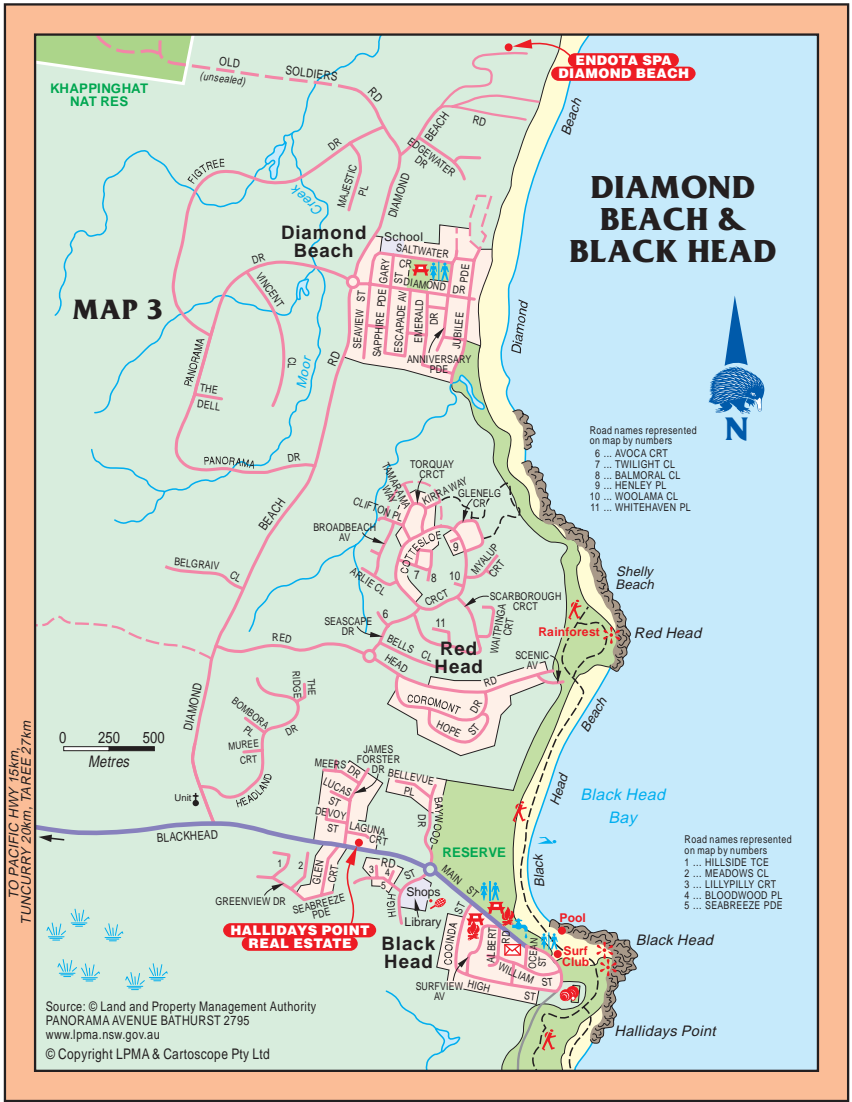 DIAMOND
BEACH &
BLACK HEAD
MAP 3
KHAPPINGHAT
NAT RES
OLD SOLDIERS RD
(unsealed)
ENDOTA SPA
DIAMOND BEACH
Beach
BEACH RD
EDGEWATER
DR
FIGTREE DR
MAJESTIC
PL
DIAMOND
Creek
Diamond
Beach
School
SALTWATER
CR
GARY
ST
DIAMOND DR
PDE
DR
VINCENT
CL
SEAVIEW ST
SAPPHIRE PDE
ESCAPADE AV
EMERALD
DR
JUBILEE
ANNIVERSARY
PDE
Diamond
RD
Moor
PANORAMA
THE
DELL
PANORAMA DR
N
Road names represented
on map by numbers
6 ... AVOCA CRT
7 ... TWILIGHT CL
8 ... BALMORAL CL
9 ... HENLEY PL
10 ... WOOLAMA CL
11 ... WHITEHAVEN PL
TORQUAY
CRCT
TAMARAMA
WAY
KIRRA WAY
GLENELG
CR
CLIFTON PL
BROADBEACH
AV
COTTESLOE
9
7
8
10
MYALUP
CRT
ARLIE CL
CRCT
BEACH
BELGRAIV CL
SCARBOROUGH
CRCT
6
11
WAITPINGA
CRT
SEASCAPE
DR
BELLS CL
Shelly
Beach
Rainforest
Red Head
RED
HEAD
RD
Red
Head
SCENIC
AV
COROMONT DR
HOPE ST
THE
RIDGE
BOMBORA
PL
DR
MUREE
CRT
HEADLAND
DIAMOND
0 250 500
Metres
Unit
Beach
Head
Black
Black Head
Bay
JAMES
FORSTER
DR
MEERS DR
LUCAS
ST
DEVOY
ST
BELLEVUE
PL
BAYWOOD
DR
LAGUNA
CRT
BLACKHEAD
RD
RESERVE
TO PACIFIC HWY 15km,
TUNCURRY 20km, TAREE 27km
1
2
GLEN
CRT
GREENVIEW DR
SEABREEZE
PDE
3
4
5
HIGH
ST
MAIN ST
Shops
Library
HALLIDAYS POINT
REAL ESTATE
Black
Head
COOINDA
ST
ALBERT
RD
OCEAN
ST
WILLIAM ST
SURFVIEW
AV
HIGH ST
Pool
Surf
Club
Black Head
Hallidays Point
Road names represented
on map by numbers
1 ... HILLSIDE TCE
2 ... MEADOWS CL
3 ... LILLYPILLY CRT
4 ... BLOODWOOD PL
5 ... SEABREEZE PDE
Source: © Land and Property Management Authority
PANORAMA AVENUE BATHURST 2795
www.lpma.nsw.gov.au
© Copyright LPMA & Cartoscope Pty Ltd